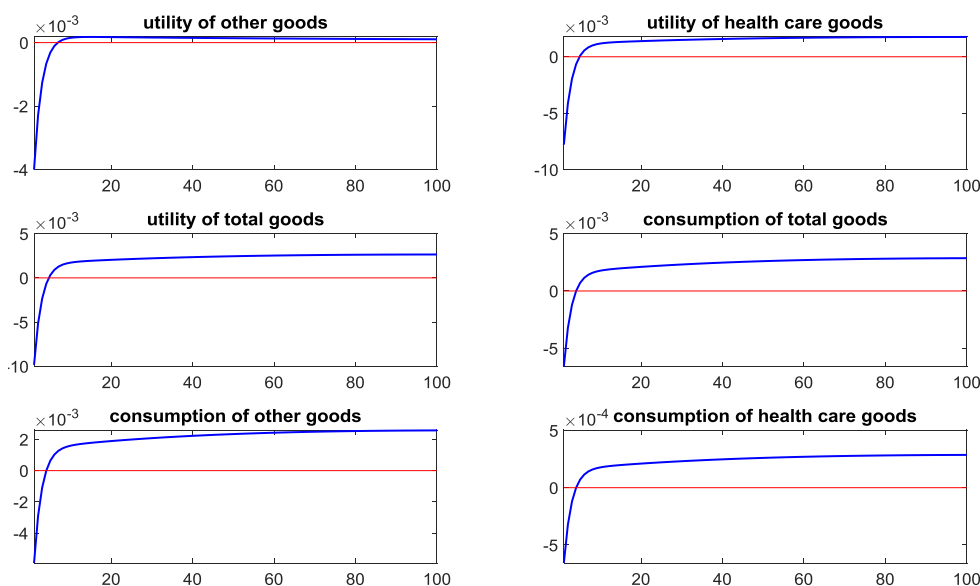 ×10⁻³ utility of other goods
0
-2
-4
20 40 60 80 100
×10⁻³ utility of health care goods
0
-5
-10
20 40 60 80 100
utility of total goods
5 ×10⁻³
0
-5
-10
20 40 60 80 100
consumption of total goods
5 ×10⁻³
0
-5
20 40 60 80 100
×10⁻³ consumption of other goods
2
0
-2
-4
20 40 60 80 100
5 ×10⁻⁴ consumption of health care goods
0
-5
20 40 60 80 100